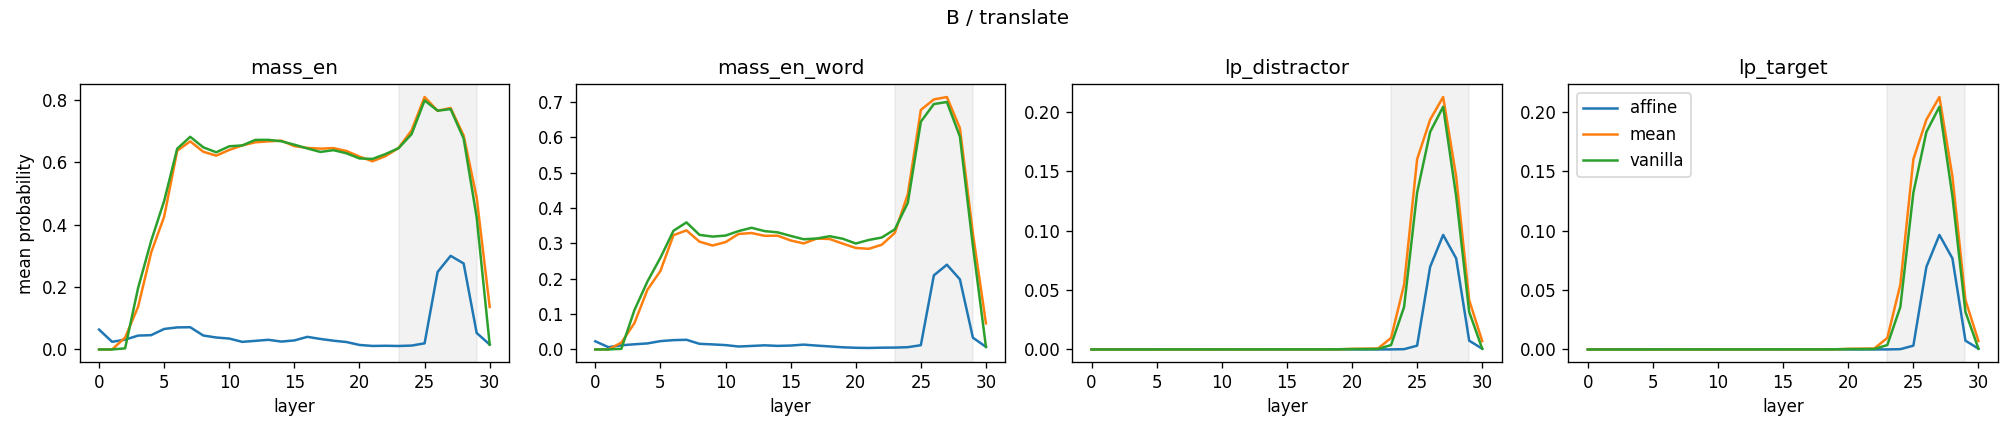 B / translate
mass_en
mass_en_word
lp_distractor
lp_target
mean probability
0.8
0.6
0.4
0.2
0.0
0 5 10 15 20 25 30
layer
0.7
0.6
0.5
0.4
0.3
0.2
0.1
0.0
0 5 10 15 20 25 30
layer
0.20
0.15
0.10
0.05
0.00
0 5 10 15 20 25 30
layer
0.20
0.15
0.10
0.05
0.00
affine
mean
vanilla
0 5 10 15 20 25 30
layer